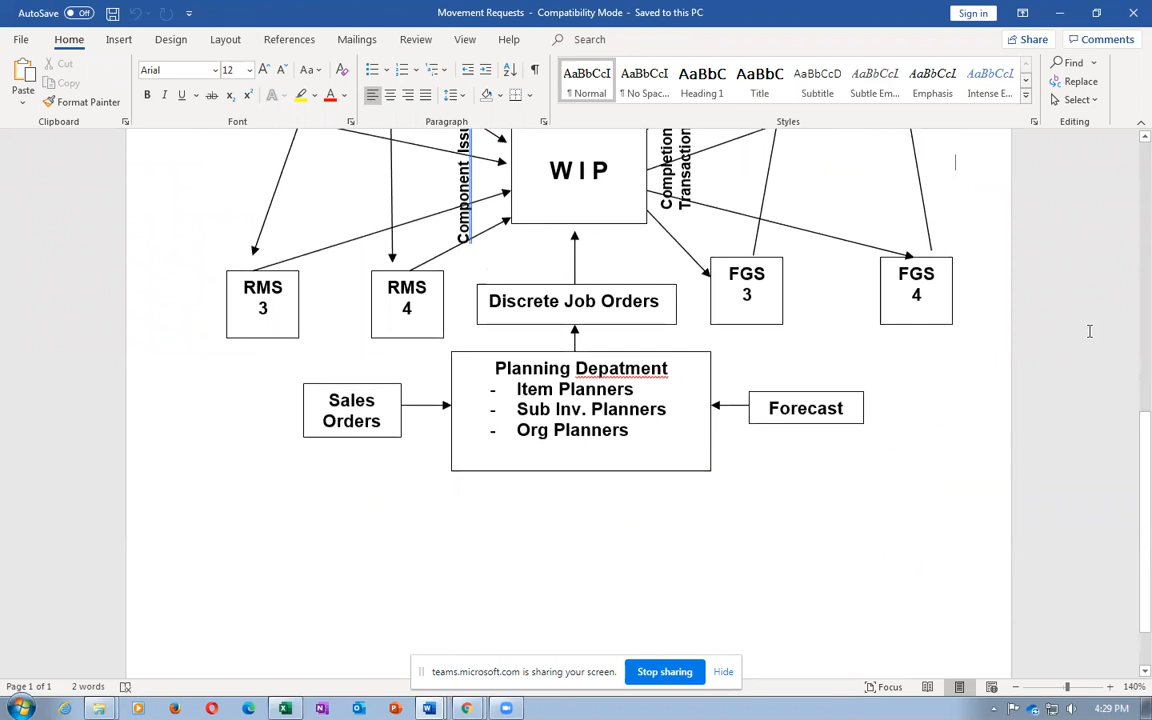 AutoSave Off
Movement Requests - Compatibility Mode - Saved to this PC
Sign in
File Home Insert Design Layout References Mailings Review View Help Search
Share Comments
Paste
Cut
Copy
Format Painter
Clipboard
Arial 12
Font
Paragraph
AaBbCcI AaBbCcI AaBbC AaBbC AaBbCcD AaBbCcI AaBbCcI AaBbCcI
¶ Normal ¶ No Spac... Heading 1 Title Subtitle Subtle Em... Emphasis Intense E...
Styles
Find
Replace
Select
Editing
Component Issu
W I P
Completion
Transaction
RMS
3
RMS
4
Discrete Job Orders
FGS
3
FGS
4
Planning Depatment
- Item Planners
- Sub Inv. Planners
- Org Planners
Sales
Orders
Forecast
teams.microsoft.com is sharing your screen. Stop sharing Hide
Page 1 of 1 2 words
Focus
140%
4:29 PM